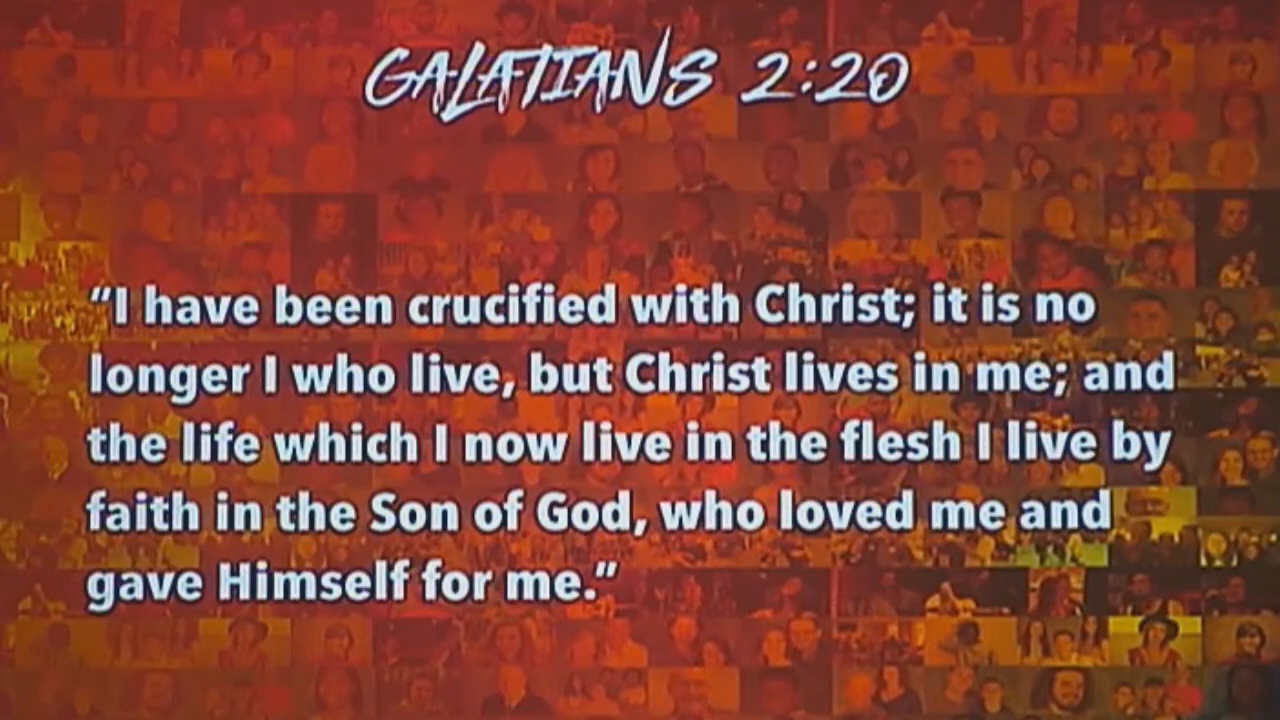 GALATIANS 2:20
“I have been crucified with Christ; it is no
longer I who live, but Christ lives in me; and
the life which I now live in the flesh I live by
faith in the Son of God, who loved me and
gave Himself for me.”